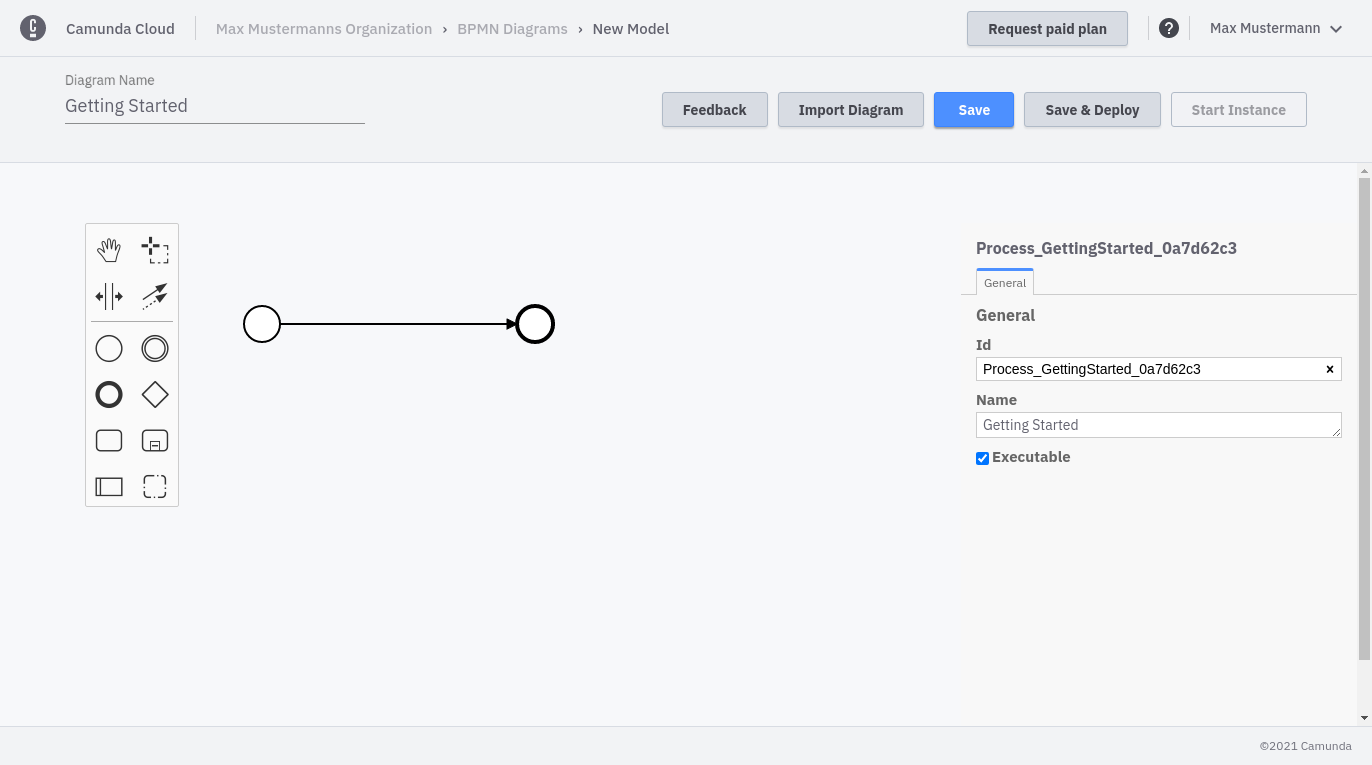 Camunda Cloud
Max Mustermanns Organization › BPMN Diagrams › New Model
Request paid plan
?
Max Mustermann
Diagram Name
Getting Started
Feedback
Import Diagram
Save
Save & Deploy
Start Instance
Process_GettingStarted_0a7d62c3
General
General
Id
Process_GettingStarted_0a7d62c3
Name
Getting Started
Executable
©2021 Camunda